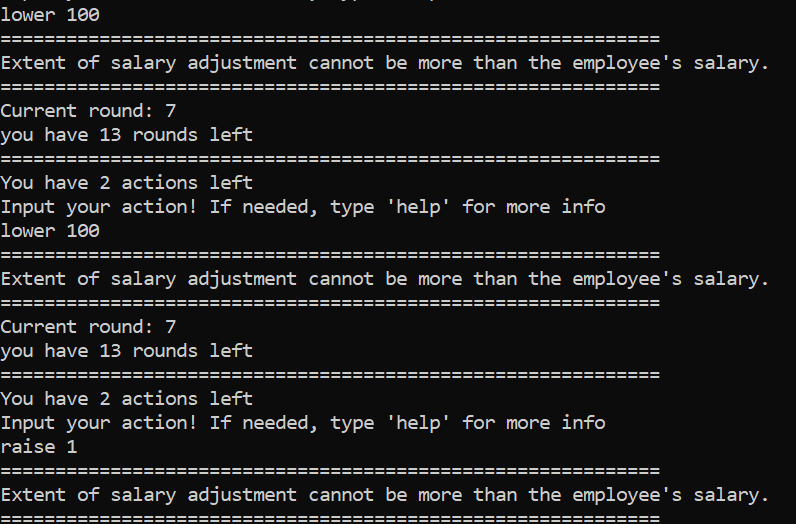 lower 100
============================================================
Extent of salary adjustment cannot be more than the employee's salary.
============================================================
Current round: 7
you have 13 rounds left
============================================================
You have 2 actions left
Input your action! If needed, type 'help' for more info
lower 100
============================================================
Extent of salary adjustment cannot be more than the employee's salary.
============================================================
Current round: 7
you have 13 rounds left
============================================================
You have 2 actions left
Input your action! If needed, type 'help' for more info
raise 1
============================================================
Extent of salary adjustment cannot be more than the employee's salary.
============================================================